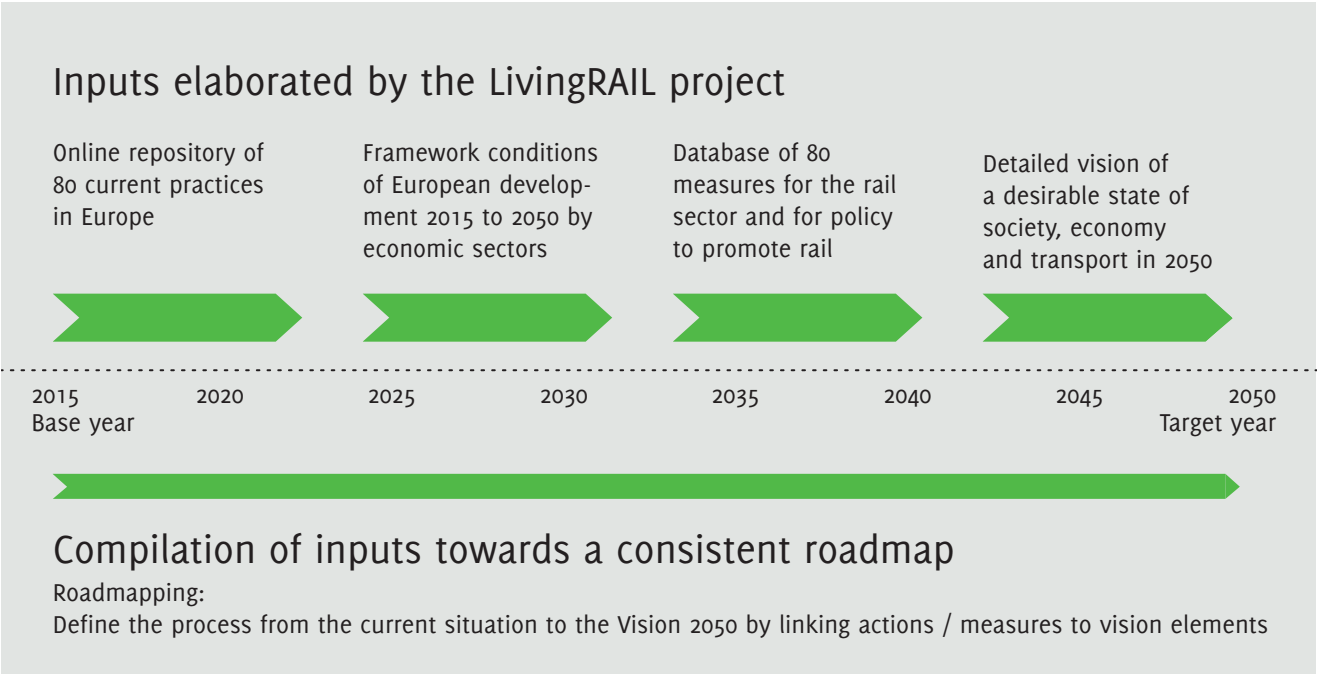 Inputs elaborated by the LivingRAIL project
Online repository of
80 current practices
in Europe
Framework conditions
of European develop-
ment 2015 to 2050 by
economic sectors
Database of 80
measures for the rail
sector and for policy
to promote rail
Detailed vision of
a desirable state of
society, economy
and transport in 2050
2015 2020 2025 2030 2035 2040 2045 2050
Base year Target year
Compilation of inputs towards a consistent roadmap
Roadmapping:
Define the process from the current situation to the Vision 2050 by linking actions / measures to vision elements